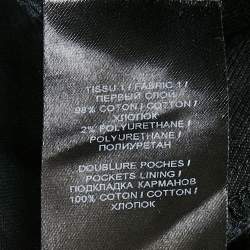 TISSU 1 / FABRIC 1 /
ПЕРВЫЙ СЛОЙ
98% COTON / COTTON /
ХЛОПОК
2% POLYURETHANE /
POLYURETHANE /
ПОЛИУРЕТАН
DOUBLURE POCHES /
POCKETS LINING /
ПОДКЛАДКА КАРМАНОВ
100% COTON / COTTON /
ХЛОПОК